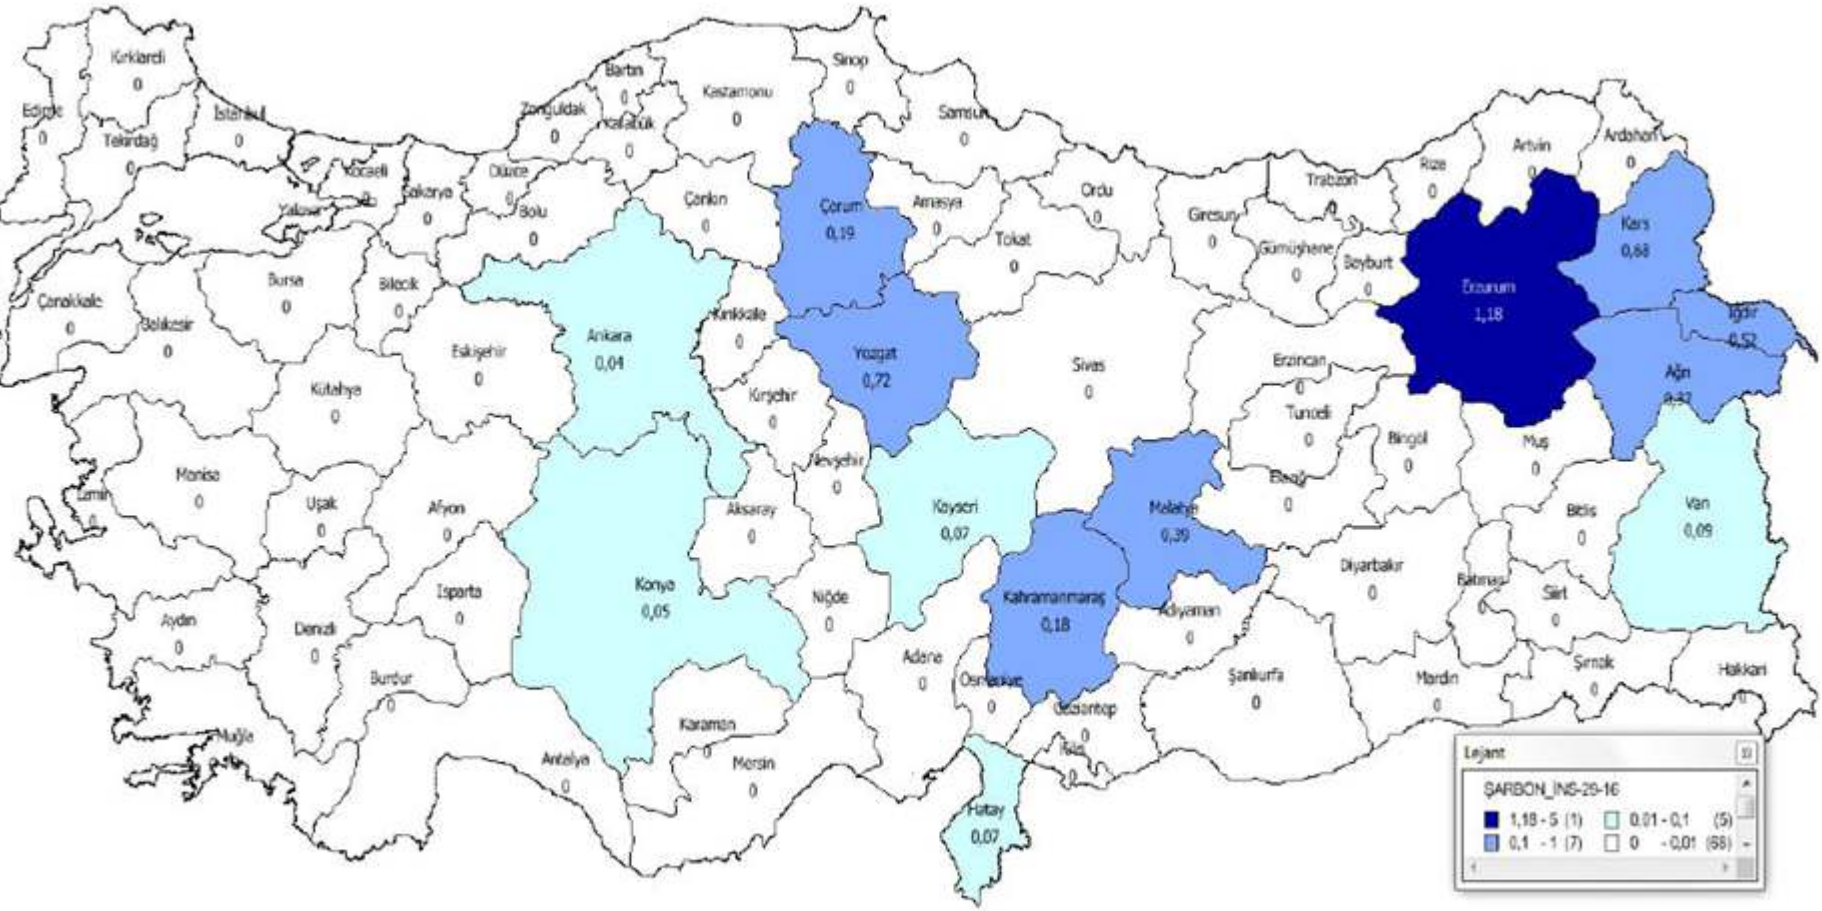 Kırklareli
0
Edirne
0
Tekirdağ
0
İstanbul
0
Kocaeli
0
Yalova
Sakarya
0
Düzce
0
Bolu
0
Zonguldak
0
Bartın
0
Karabük
0
Kastamonu
0
Sinop
0
Samsun
0
Çankırı
0
Çorum
0,19
Amasya
0
Tokat
0
Ordu
0
Giresun
0
Trabzon
0
Gümüşhane
0
Bayburt
0
Rize
0
Artvin
0
Ardahan
0
Kars
0,68
Iğdır
0,52
Ağrı
0,37
Erzurum
1,18
Erzincan
0
Sivas
0
Yozgat
0,72
Kırıkkale
0
Kırşehir
0
Ankara
0,04
Eskişehir
0
Bilecik
0
Bursa
0
Balıkesir
0
Çanakkale
0
Kütahya
0
Manisa
0
İzmir
0
Uşak
0
Afyon
0
Isparta
0
Denizli
0
Aydın
0
Muğla
Burdur
0
Antalya
0
Konya
0,05
Karaman
0
Mersin
0
Aksaray
0
Nevşehir
0
Niğde
0
Kayseri
0,07
Adana
0
Osmaniye
0
Hatay
0,07
Kahramanmaraş
0,18
Gaziantep
0
Kilis
0
Malatya
0,39
Adıyaman
0
Şanlıurfa
0
Elazığ
0
Tunceli
0
Bingöl
0
Muş
0
Diyarbakır
0
Batman
0
Bitlis
0
Siirt
0
Van
0,09
Mardin
0
Şırnak
0
Hakkari
0
Lejant
ŞARBON_İNS-29-16
1,18 - 5 (1) 0,01 - 0,1 (5)
0,1 - 1 (7) 0 - 0,01 (68)